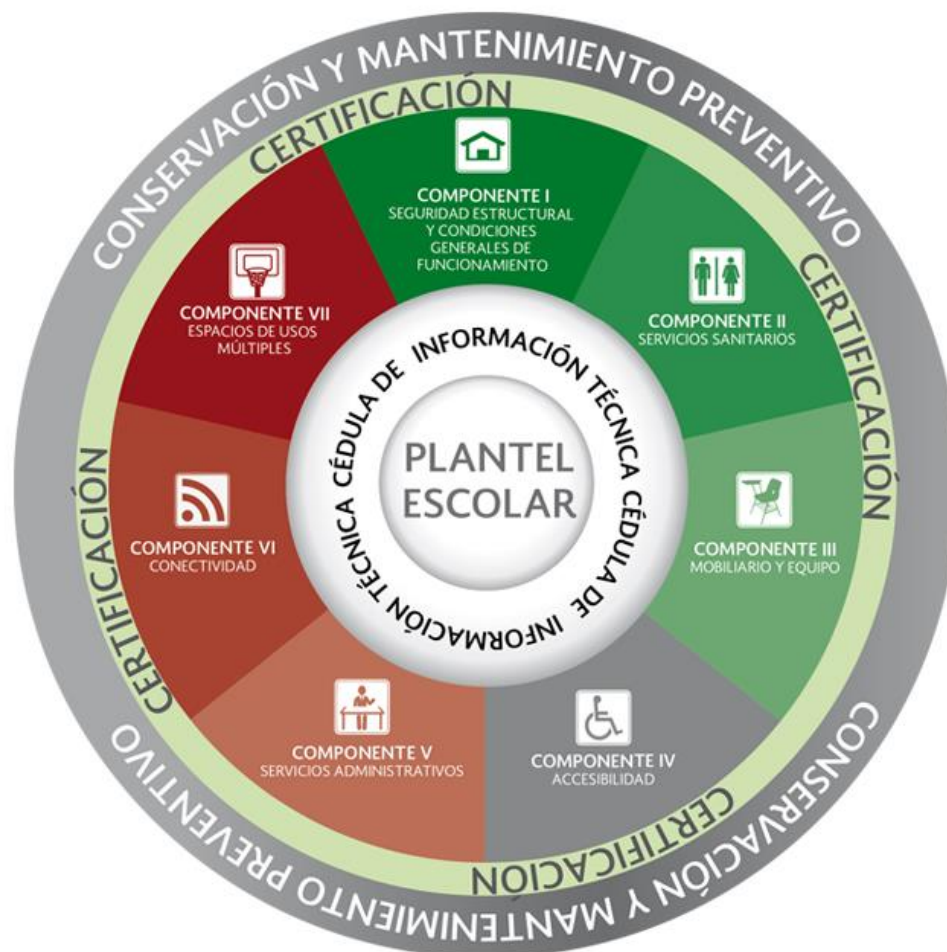 CONSERVACIÓN Y MANTENIMIENTO PREVENTIVO
CONSERVACIÓN Y MANTENIMIENTO PREVENTIVO
CERTIFICACIÓN
CERTIFICACIÓN
CERTIFICACIÓN
CERTIFICACIÓN
COMPONENTE I
SEGURIDAD ESTRUCTURAL
Y CONDICIONES
GENERALES DE
FUNCIONAMIENTO
COMPONENTE II
SERVICIOS SANITARIOS
COMPONENTE III
MOBILIARIO Y EQUIPO
COMPONENTE IV
ACCESIBILIDAD
COMPONENTE V
SERVICIOS ADMINISTRATIVOS
COMPONENTE VI
CONECTIVIDAD
COMPONENTE VII
ESPACIOS DE USOS
MÚLTIPLES
CÉDULA DE INFORMACIÓN TÉCNICA CÉDULA DE INFORMACIÓN TÉCNICA
PLANTEL
ESCOLAR